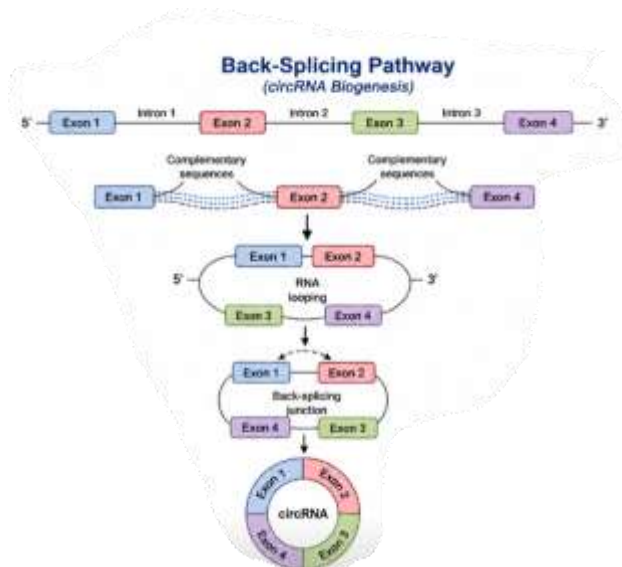 Back-Splicing Pathway
(circRNA Biogenesis)
5' Exon 1 Intron 1 Exon 2 Intron 2 Exon 3 Intron 3 Exon 4 3'
Complementary
sequences
Complementary
sequences
Exon 1 Exon 2 Exon 4
Exon 1 Exon 2
5' 3'
RNA
looping
Exon 3 Exon 4
Exon 1 Exon 2
Back-splicing
junction
Exon 4 Exon 3
Exon 1 Exon 2
circRNA
Exon 4 Exon 3